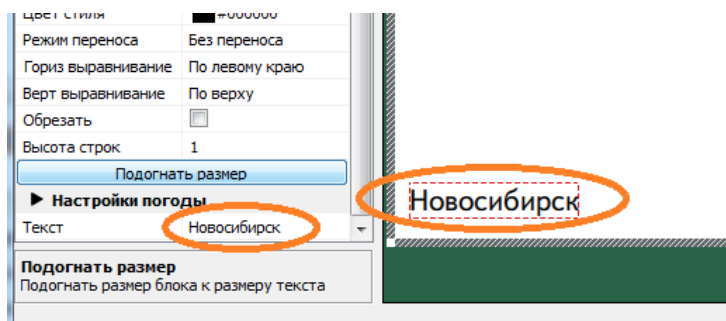 Цвет стиля #000000
Режим переноса Без переноса
Гориз выравнивание По левому краю
Верт выравнивание По верху
Обрезать
Высота строк 1
Подогнать размер
Настройки погоды
Текст Новосибирск
Подогнать размер
Подогнать размер блока к размеру текста
Новосибирск